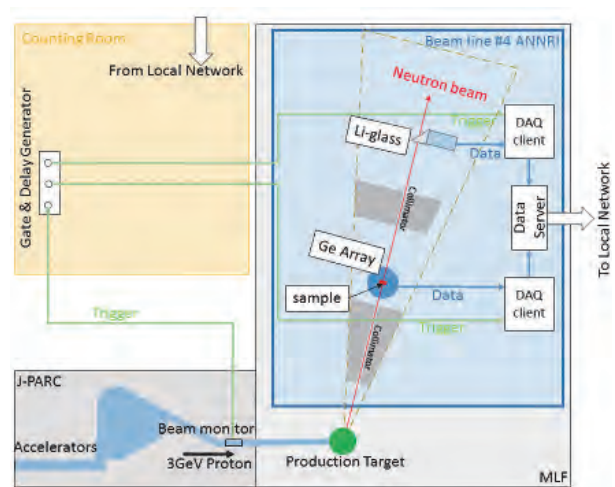 Counting Room
From Local Network
Gate & Delay Generator
Trigger
Beam line #4 ANNRI
Neutron beam
Trigger
Li-glass
Data
DAQ
client
Collimator
Data
Server
To Local Network
Ge Array
sample
Data
DAQ
client
Trigger
Collimator
J-PARC
Beam monitor
Accelerators
3GeV Proton
Production Target
MLF